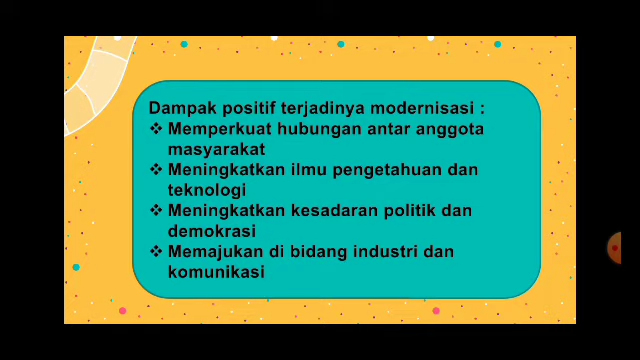 Dampak positif terjadinya modernisasi :
❖ Memperkuat hubungan antar anggota
masyarakat
❖ Meningkatkan ilmu pengetahuan dan
teknologi
❖ Meningkatkan kesadaran politik dan
demokrasi
❖ Memajukan di bidang industri dan
komunikasi